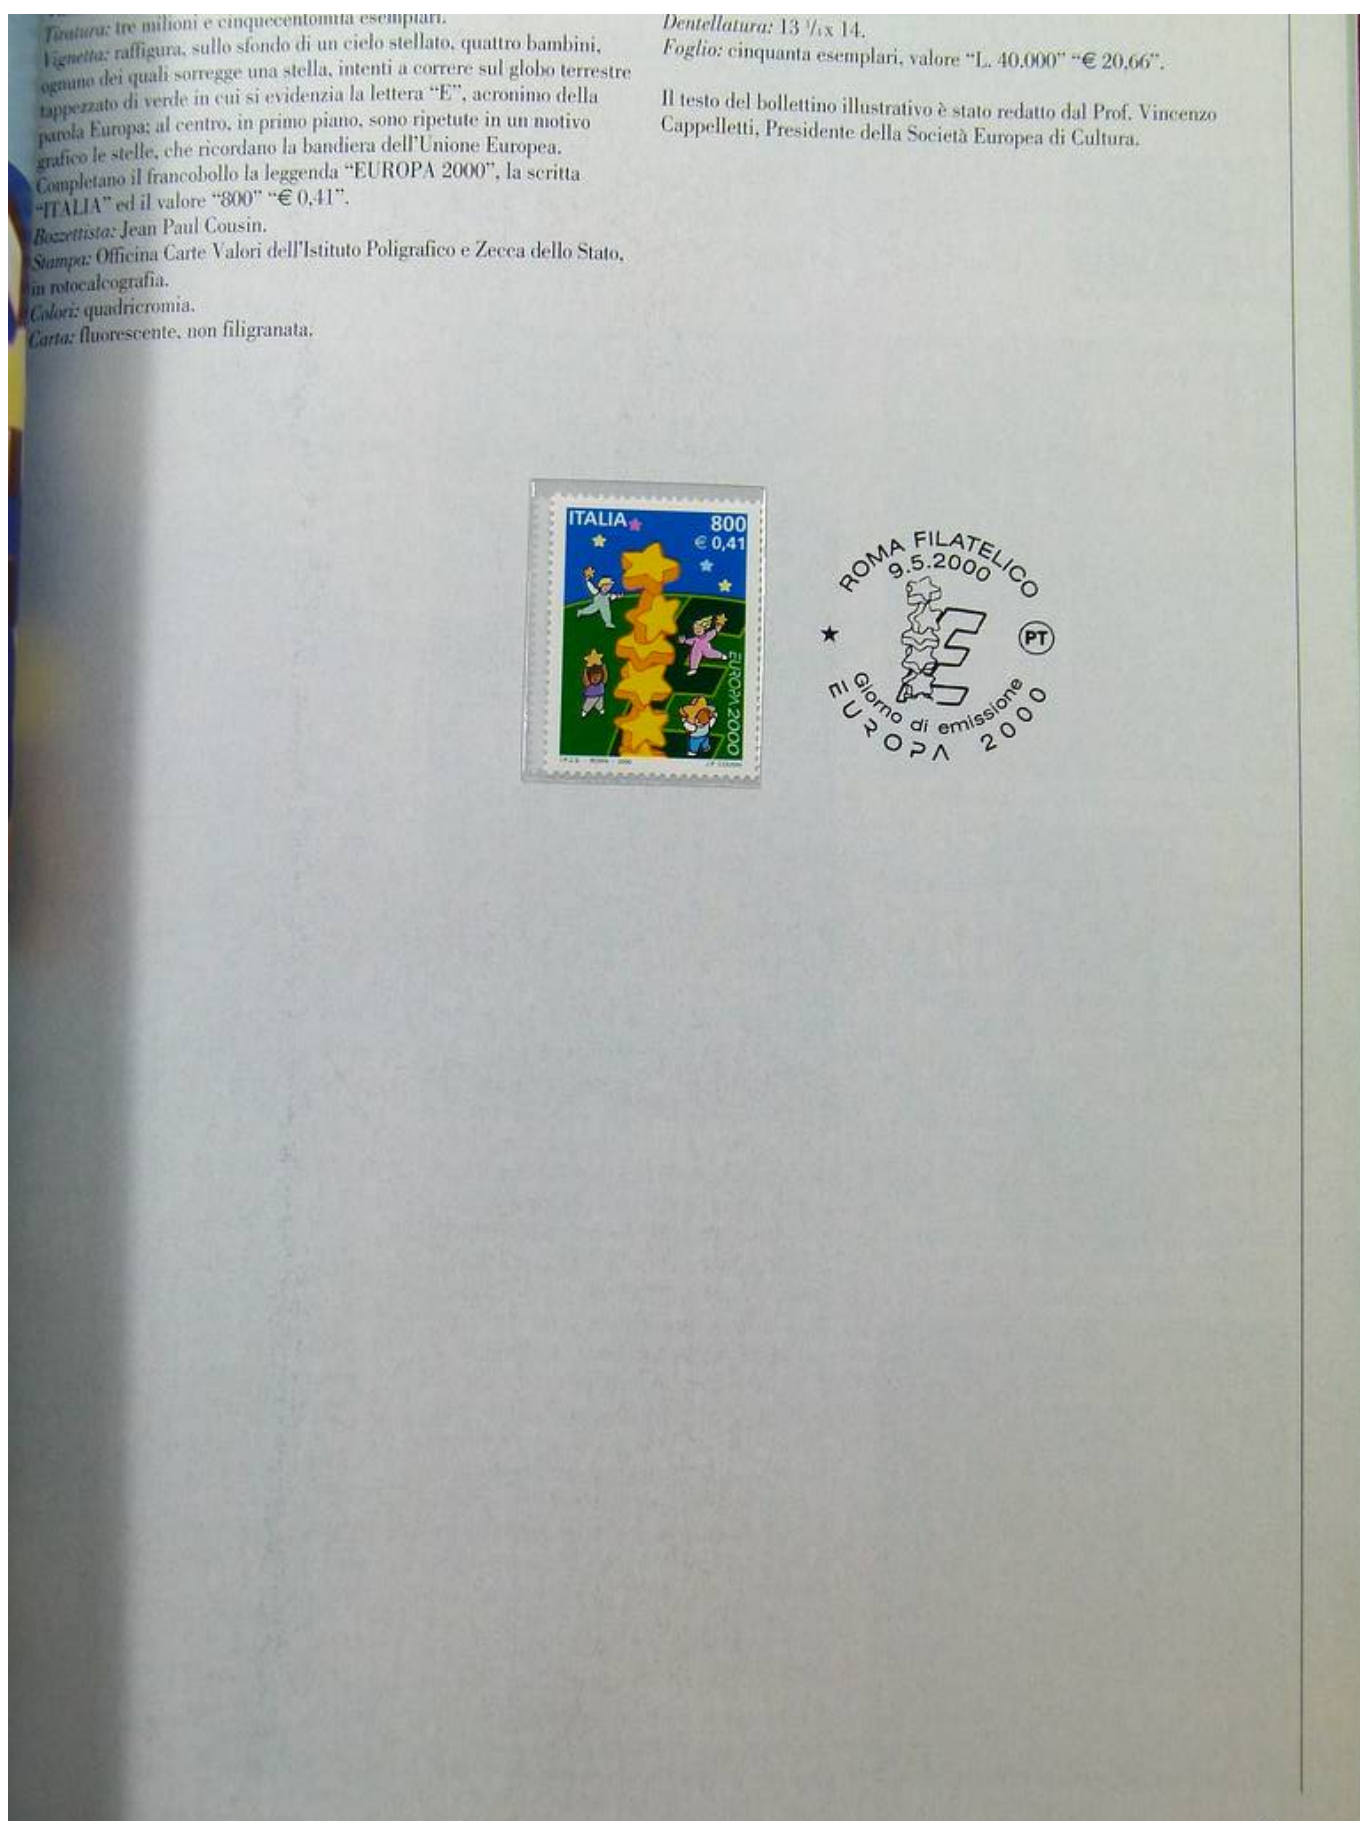 Tiratura: tre milioni e cinquecentomila esemplari.
Vignetta: raffigura, sullo sfondo di un cielo stellato, quattro bambini,
ognuno dei quali sorregge una stella, intenti a correre sul globo terrestre
tappezzato di verde in cui si evidenzia la lettera “E”, acronimo della
parola Europa; al centro, in primo piano, sono ripetute in un motivo
grafico le stelle, che ricordano la bandiera dell'Unione Europea.
Completano il francobollo la leggenda “EUROPA 2000”, la scritta
“ITALIA” ed il valore “800” “€ 0,41”.
Bozzettista: Jean Paul Cousin.
Stampa: Officina Carte Valori dell'Istituto Poligrafico e Zecca dello Stato,
in rotocalcografia.
Colori: quadricromia.
Carta: fluorescente, non filigranata.
Dentellatura: 13 x 14.
Foglio: cinquanta esemplari, valore “L. 40.000” “€ 20,66”.
Il testo del bollettino illustrativo è stato redatto dal Prof. Vincenzo
Cappelletti, Presidente della Società Europea di Cultura.
ITALIA 800
€ 0,41
EUROPA 2000
I.P.Z.S. - ROMA - 2000 J.P. COUSIN
ROMA FILATELICO
9.5.2000
E
PT
Giorno di emissione
EUROPA 2000